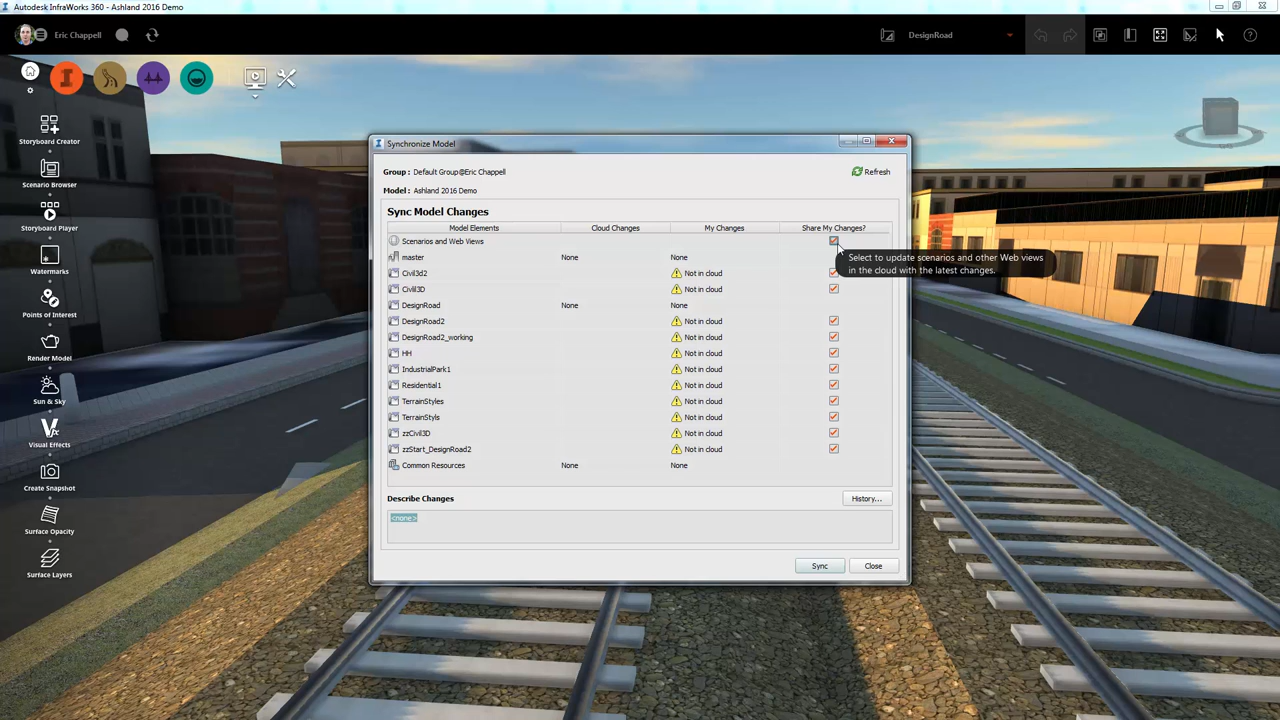 Autodesk InfraWorks 360 - Ashland 2016 Demo
Eric Chappell
DesignRoad
Storyboard Creator
Scenario Browser
Storyboard Player
Watermarks
Points of Interest
Render Model
Sun & Sky
Visual Effects
Create Snapshot
Surface Opacity
Surface Layers
Synchronize Model
Group : Default Group@Eric Chappell
Refresh
Model : Ashland 2016 Demo
Sync Model Changes
Model Elements Cloud Changes My Changes Share My Changes?
Scenarios and Web Views
master None None
Civil3d2 Not in cloud
Civlil3D Not in cloud
DesignRoad None None
DesignRoad2 Not in cloud
DesignRoad2_working Not in cloud
HH Not in cloud
IndustrialPark1 Not in cloud
Residential1 Not in cloud
TerrainStyles Not in cloud
TerrainStyls Not in cloud
zzCivil3D Not in cloud
zzStart_DesignRoad2 Not in cloud
Common Resources None None
Select to update scenarios and other Web views
in the cloud with the latest changes.
Describe Changes
History...
<none>
Sync Close